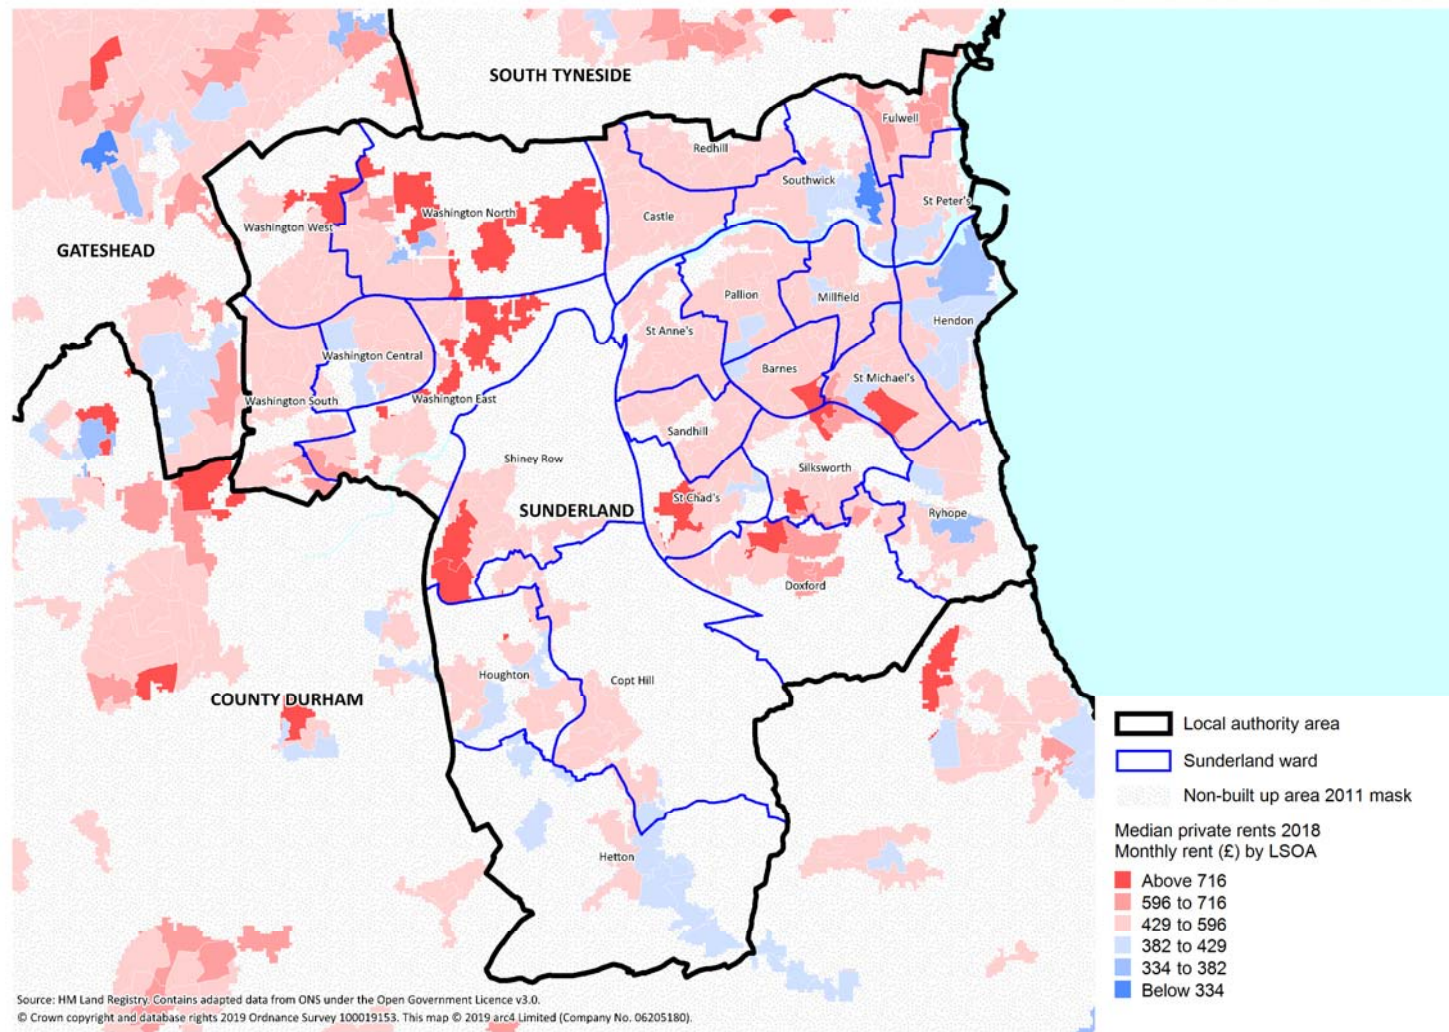 SOUTH TYNESIDE
Fulwell
Redhill
Southwick
St Peter's
Washington North
Castle
Washington West
GATESHEAD
Pallion
Millfield
Hendon
St Anne's
Washington Central
Barnes
St Michael's
Washington South
Washington East
Sandhill
Shiney Row
Silksworth
St Chad's
SUNDERLAND
Ryhope
Doxford
Houghton
Copt Hill
COUNTY DURHAM
Hetton
Local authority area
Sunderland ward
Non-built up area 2011 mask
Median private rents 2018
Monthly rent (£) by LSOA
Above 716
596 to 716
429 to 596
382 to 429
334 to 382
Below 334
Source: HM Land Registry. Contains adapted data from ONS under the Open Government Licence v3.0.
© Crown copyright and database rights 2019 Ordnance Survey 100019153. This map © 2019 arc4 Limited (Company No. 06205180).